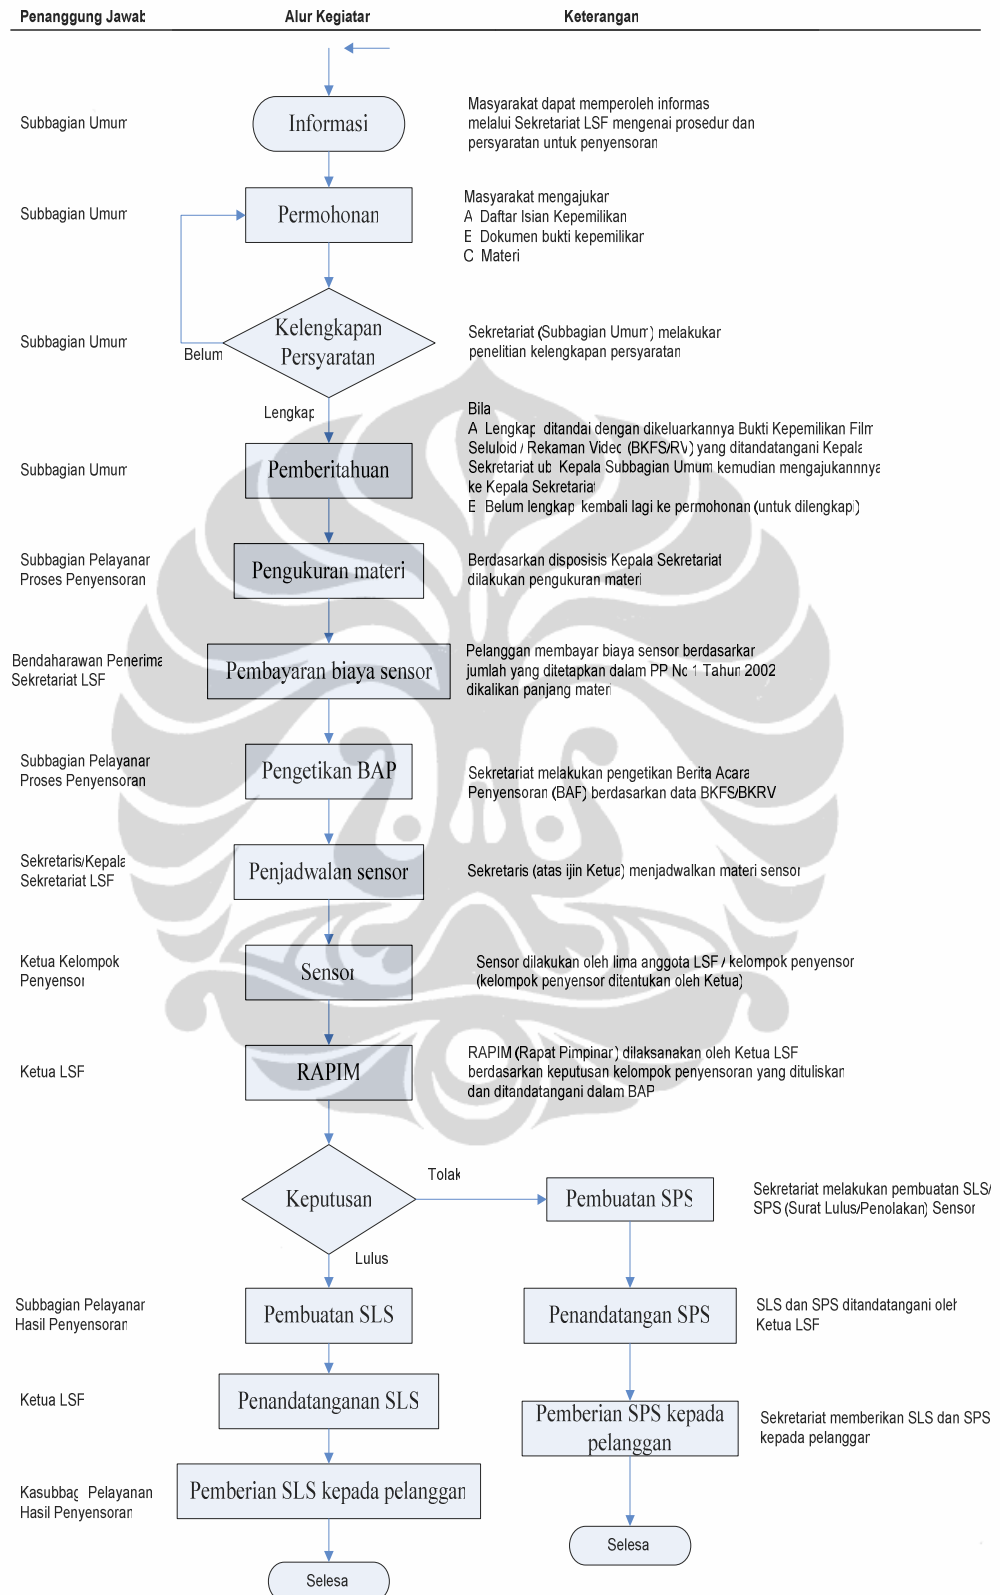 Penanggung Jawab Alur Kegiatan Keterangan
Subbagian Umum
Informasi
Masyarakat dapat memperoleh informasi
melalui Sekretariat LSF mengenai prosedur dan
persyaratan untuk penyensoran
Subbagian Umum
Permohonan
Masyarakat mengajukan
A Daftar Isian Kepemilikan
B Dokumen bukti kepemilikan
C Materi
Subbagian Umum
Kelengkapan
Persyaratan
Belum
Lengkap
Sekretariat (Subbagian Umum) melakukan
penelitian kelengkapan persyaratan
Subbagian Umum
Pemberitahuan
Bila
A Lengkap ditandai dengan dikeluarkannya Bukti Kepemilikan Film
Seluloid / Rekaman Video (BKFS/RV) yang ditandatangani Kepala
Sekretariat ub Kepala Subbagian Umum kemudian mengajukannnya
ke Kepala Sekretariat
B Belum lengkap kembali lagi ke permohonan (untuk dilengkapi)
Subbagian Pelayanan
Proses Penyensoran
Pengukuran materi
Berdasarkan disposisis Kepala Sekretariat
dilakukan pengukuran materi
Bendaharawan Penerima
Sekretariat LSF
Pembayaran biaya sensor
Pelanggan membayar biaya sensor berdasarkan
jumlah yang ditetapkan dalam PP No 1 Tahun 2002
dikalikan panjang materi
Subbagian Pelayanan
Proses Penyensoran
Pengetikan BAP
Sekretariat melakukan pengetikan Berita Acara
Penyensoran (BAP) berdasarkan data BKFS/BKRV
Sekretaris/Kepala
Sekretariat LSF
Penjadwalan sensor
Sekretaris (atas ijin Ketua) menjadwalkan materi sensor
Ketua Kelompok
Penyensor
Sensor
Sensor dilakukan oleh lima anggota LSF / kelompok penyensor
(kelompok penyensor ditentukan oleh Ketua)
Ketua LSF
RAPIM
RAPIM (Rapat Pimpinan) dilaksanakan oleh Ketua LSF
berdasarkan keputusan kelompok penyensoran yang dituliskan
dan ditandatangani dalam BAP
Keputusan
Tolak
Lulus
Pembuatan SPS
Sekretariat melakukan pembuatan SLS/
SPS (Surat Lulus/Penolakan) Sensor
Subbagian Pelayanan
Hasil Penyensoran
Pembuatan SLS
Penandatangan SPS
SLS dan SPS ditandatangani oleh
Ketua LSF
Ketua LSF
Penandatanganan SLS
Pemberian SPS kepada
pelanggan
Sekretariat memberikan SLS dan SPS
kepada pelanggan
Kasubbag Pelayanan
Hasil Penyensoran
Pemberian SLS kepada pelanggan
Selesa
Selesa